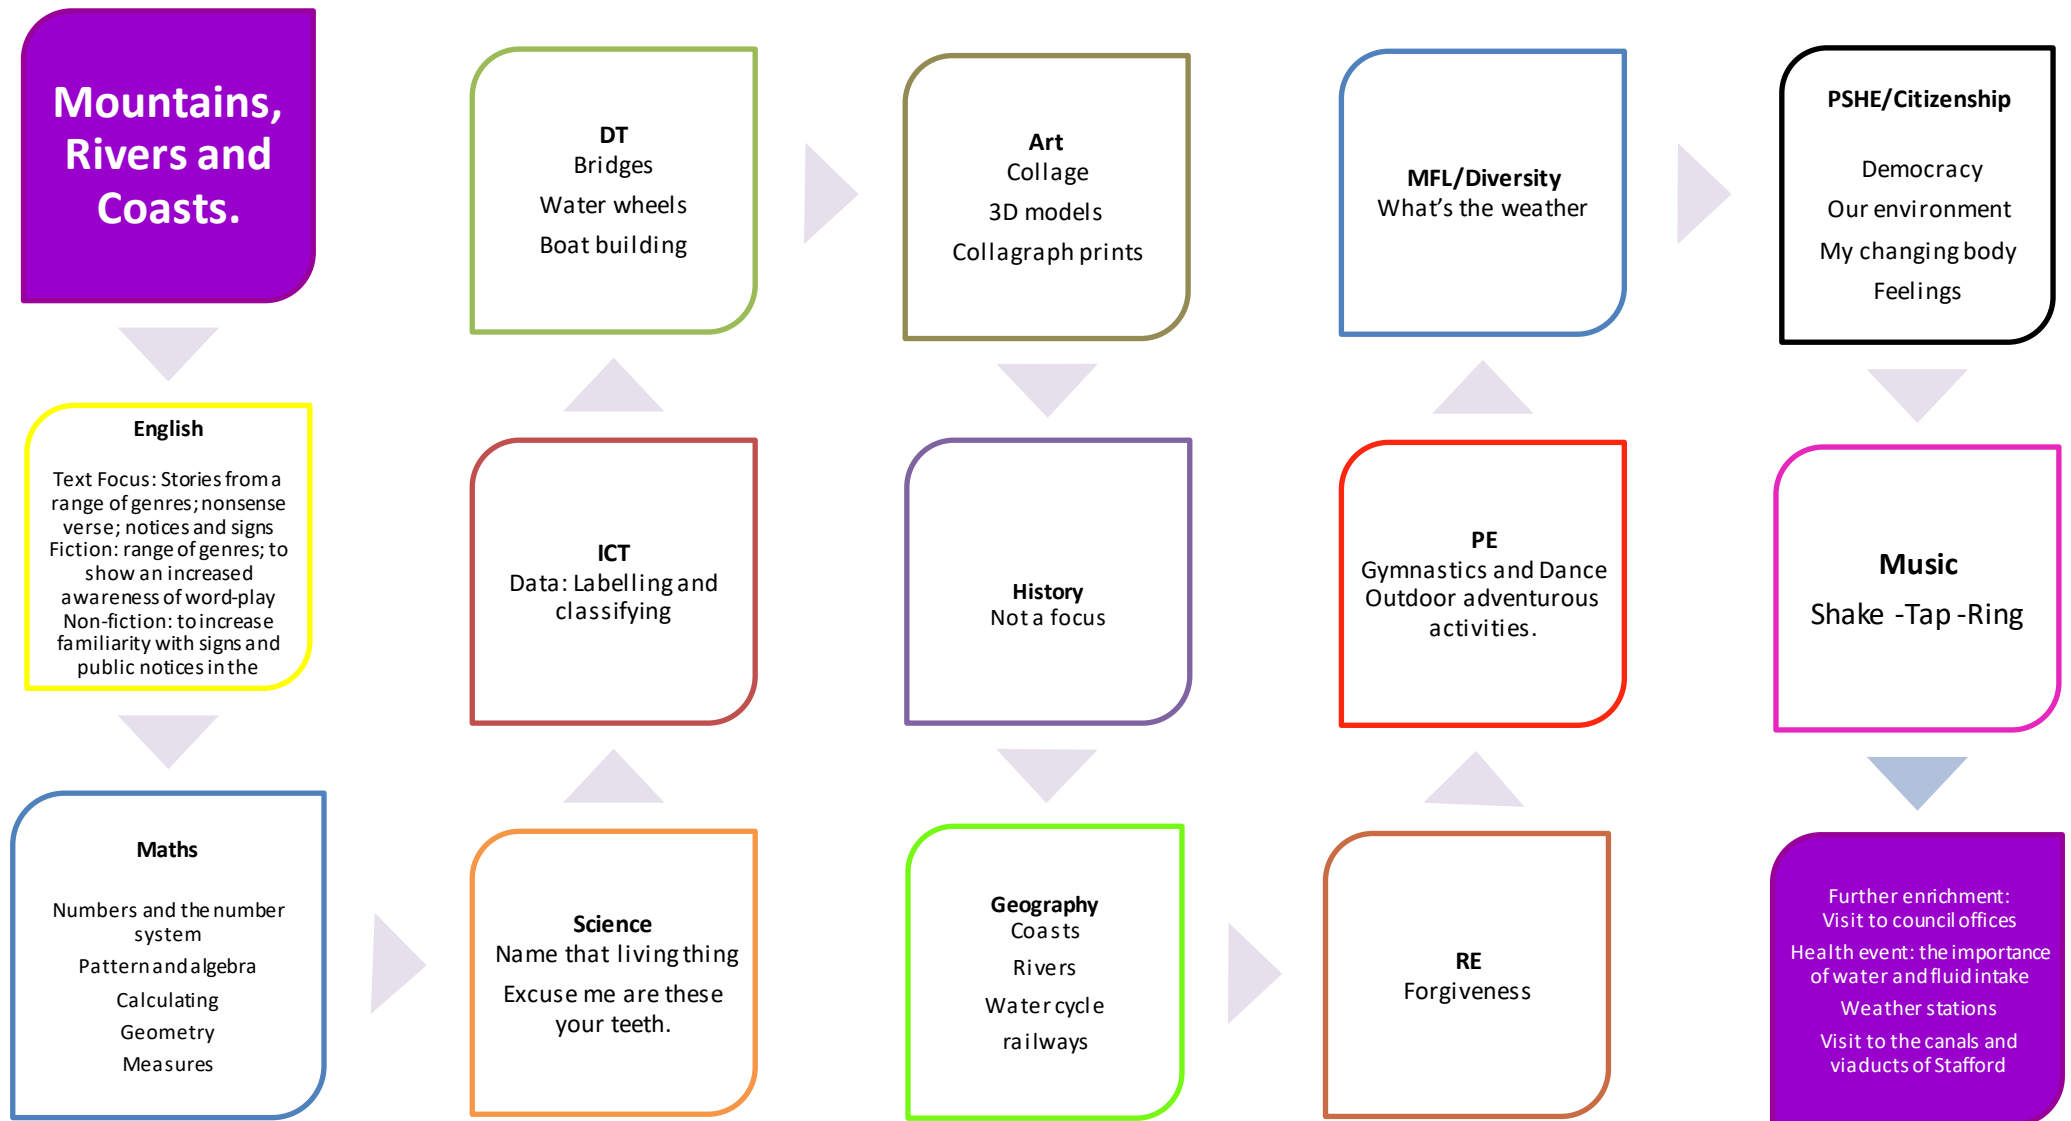 Mountains,
Rivers and
Coasts.
English
Text Focus: Stories from a
range of genres; nonsense
verse; notices and signs
Fiction: range of genres; to
show an increased
awareness of word-play
Non-fiction: to increase
familiarity with signs and
public notices in the
Maths
Numbers and the number
system
Pattern and algebra
Calculating
Geometry
Measures
Science
Name that living thing
Excuse me are these
your teeth.
ICT
Data: Labelling and
classifying
DT
Bridges
Water wheels
Boat building
Art
Collage
3D models
Collagraph prints
History
Not a focus
Geography
Coasts
Rivers
Water cycle
railways
RE
Forgiveness
PE
Gymnastics and Dance
Outdoor adventurous
activities.
MFL/Diversity
What's the weather
PSHE/Citizenship
Democracy
Our environment
My changing body
Feelings
Music
Shake -Tap -Ring
Further enrichment:
Visit to council offices
Health event: the importance
of water and fluid intake
Weather stations
Visit to the canals and
viaducts of Stafford